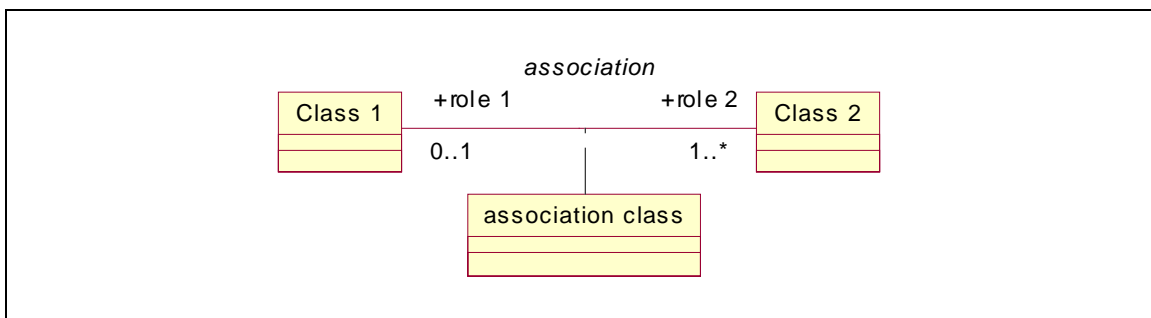 association
+role 1 +role 2
Class 1 Class 2
0..1 1..*
association class